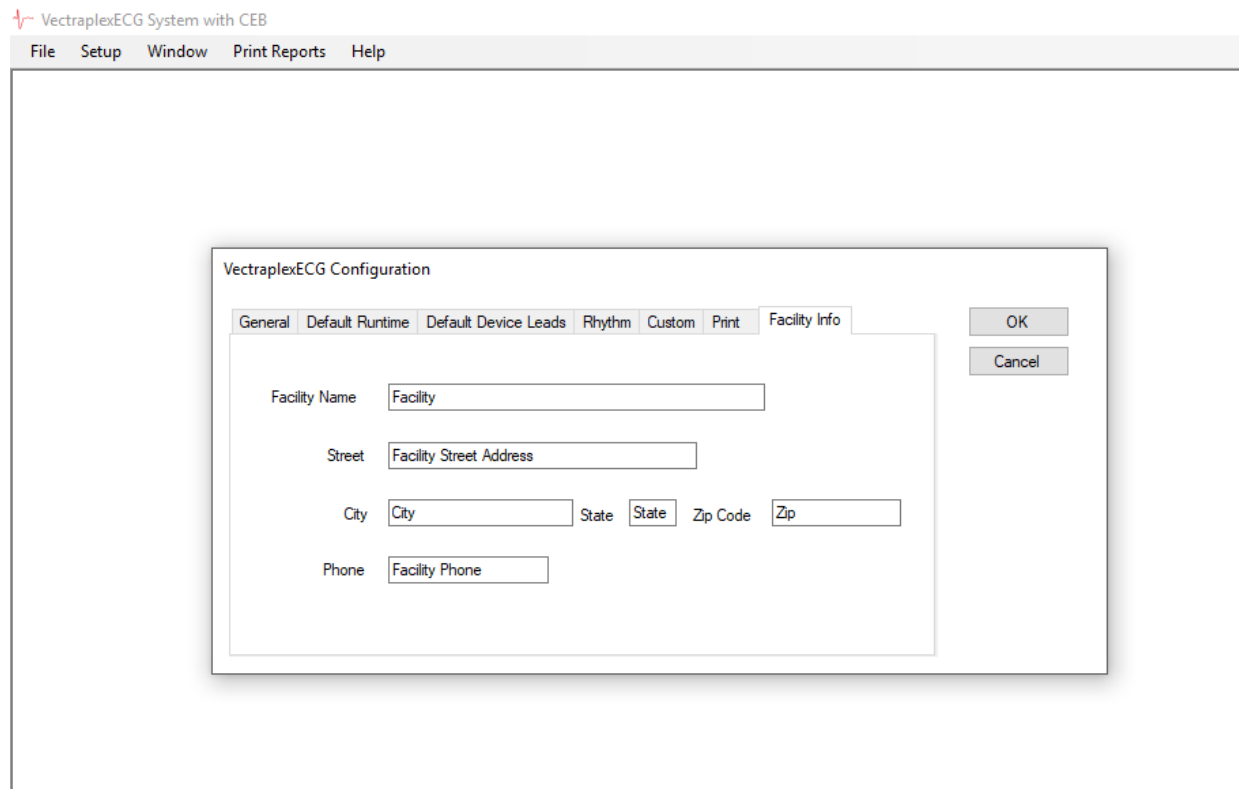 VectraplexECG System with CEB
File Setup Window Print Reports Help
VectraplexECG Configuration
General Default Runtime Default Device Leads Rhythm Custom Print Facility Info
OK
Cancel
Facility Name Facility
Street Facility Street Address
City City State State Zip Code Zip
Phone Facility Phone